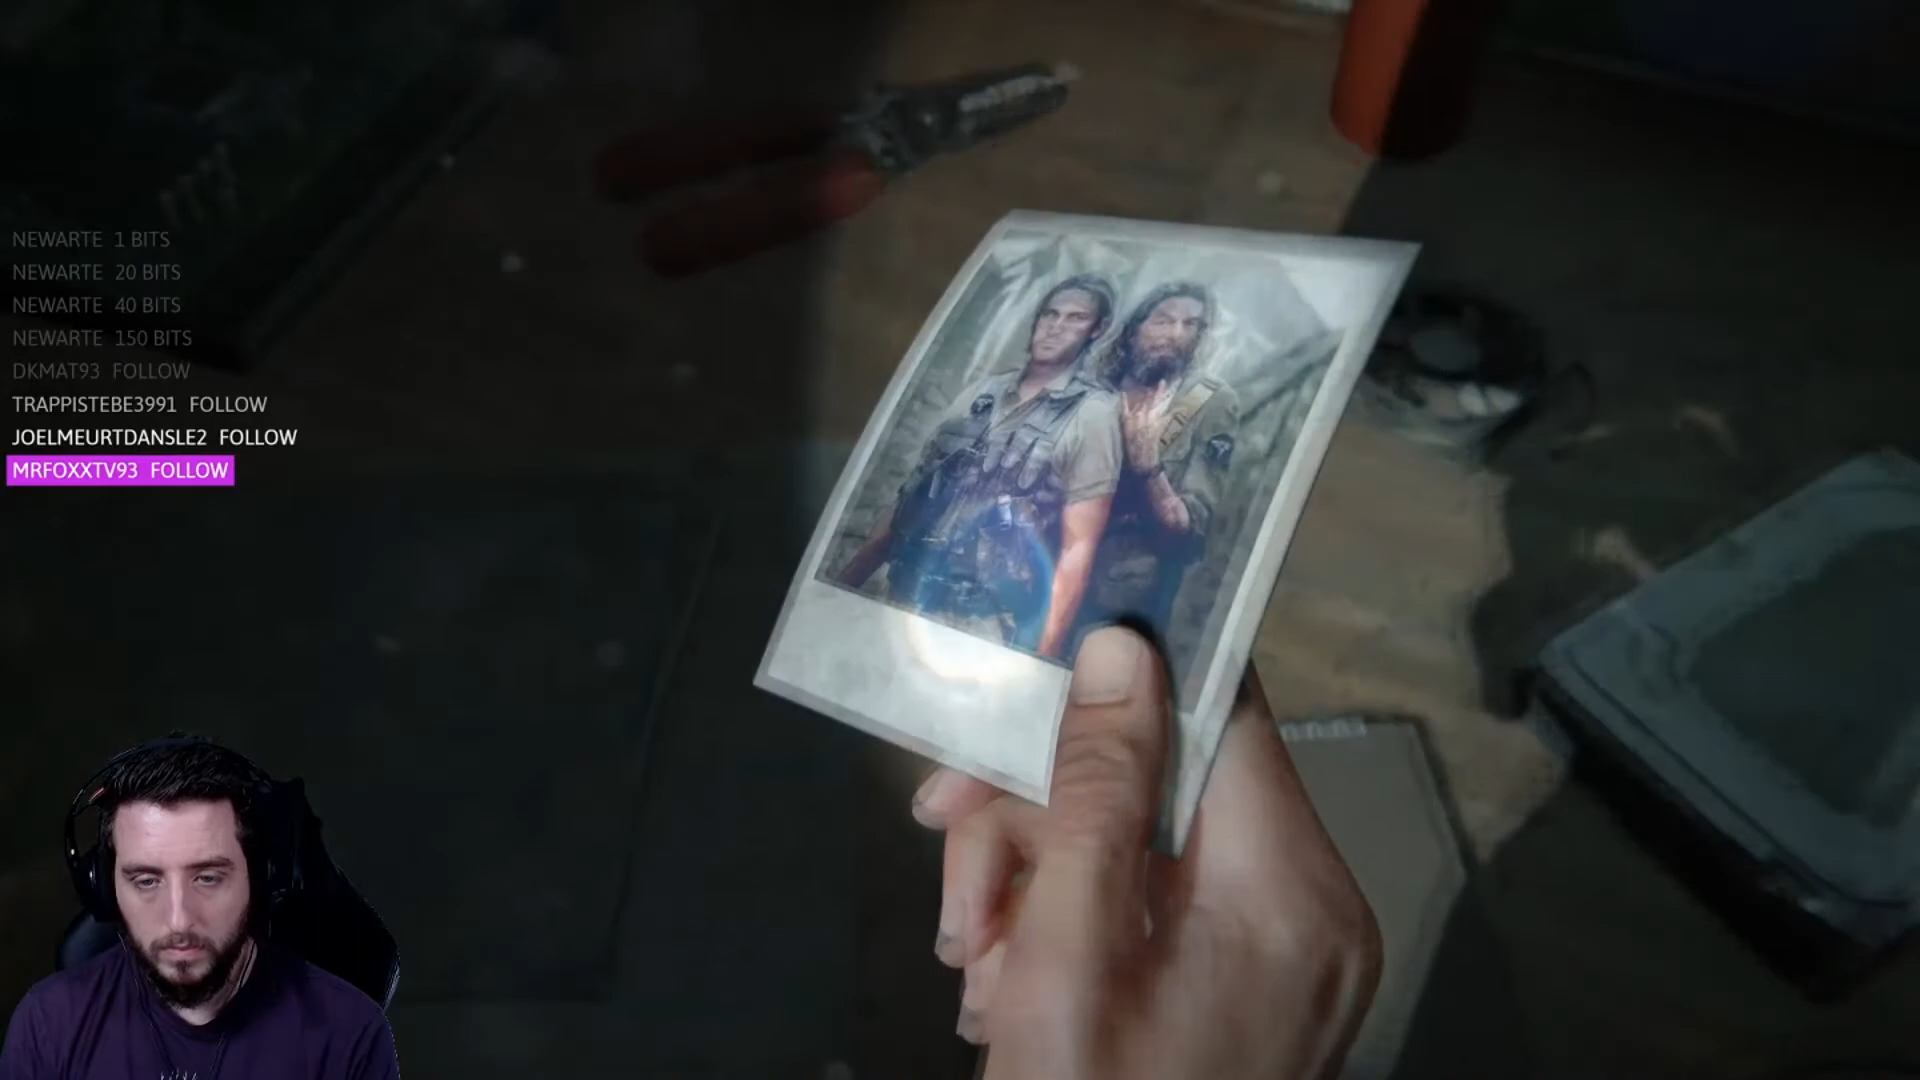 NEWARTE 1 BITS
NEWARTE 20 BITS
NEWARTE 40 BITS
NEWARTE 150 BITS
DKMAT93 FOLLOW
TRAPPISTEBE3991 FOLLOW
JOELMEURTDANSLE2 FOLLOW
MRFOXXTV93 FOLLOW